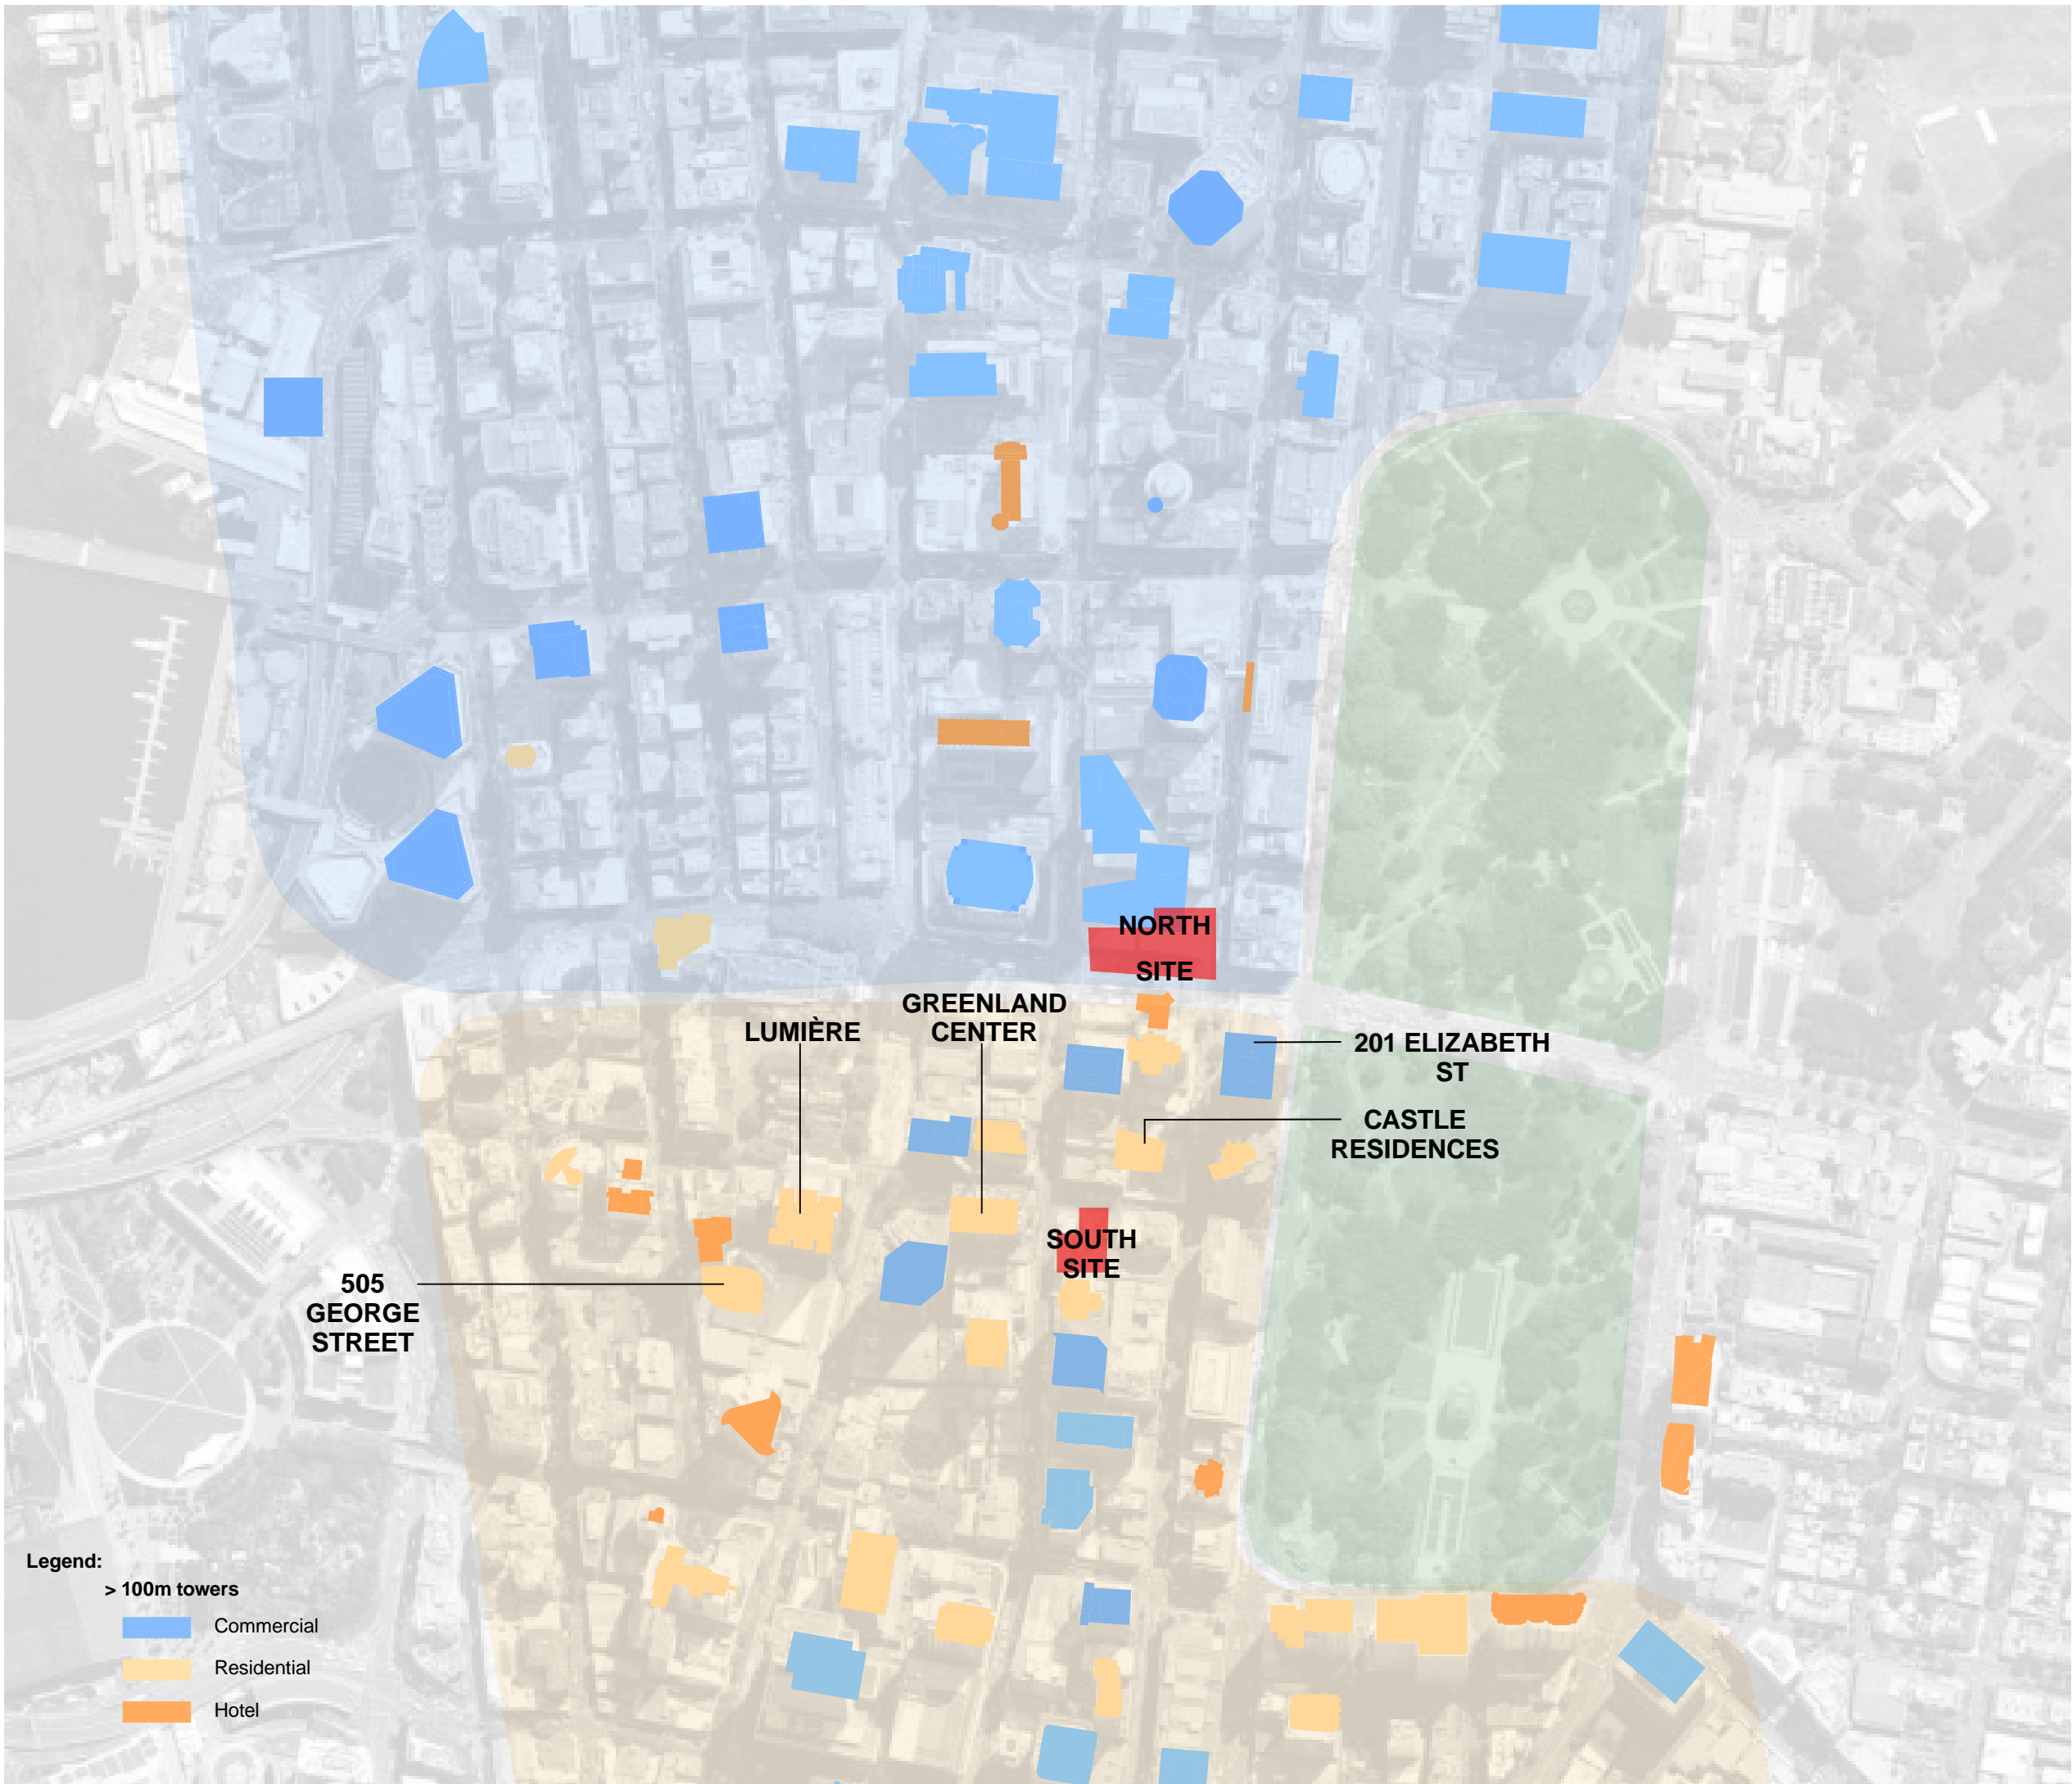 NORTH
SITE
GREENLAND
CENTER
LUMIÈRE
201 ELIZABETH
ST
CASTLE
RESIDENCES
SOUTH
SITE
505
GEORGE
STREET
Legend:
> 100m towers
Commercial
Residential
Hotel